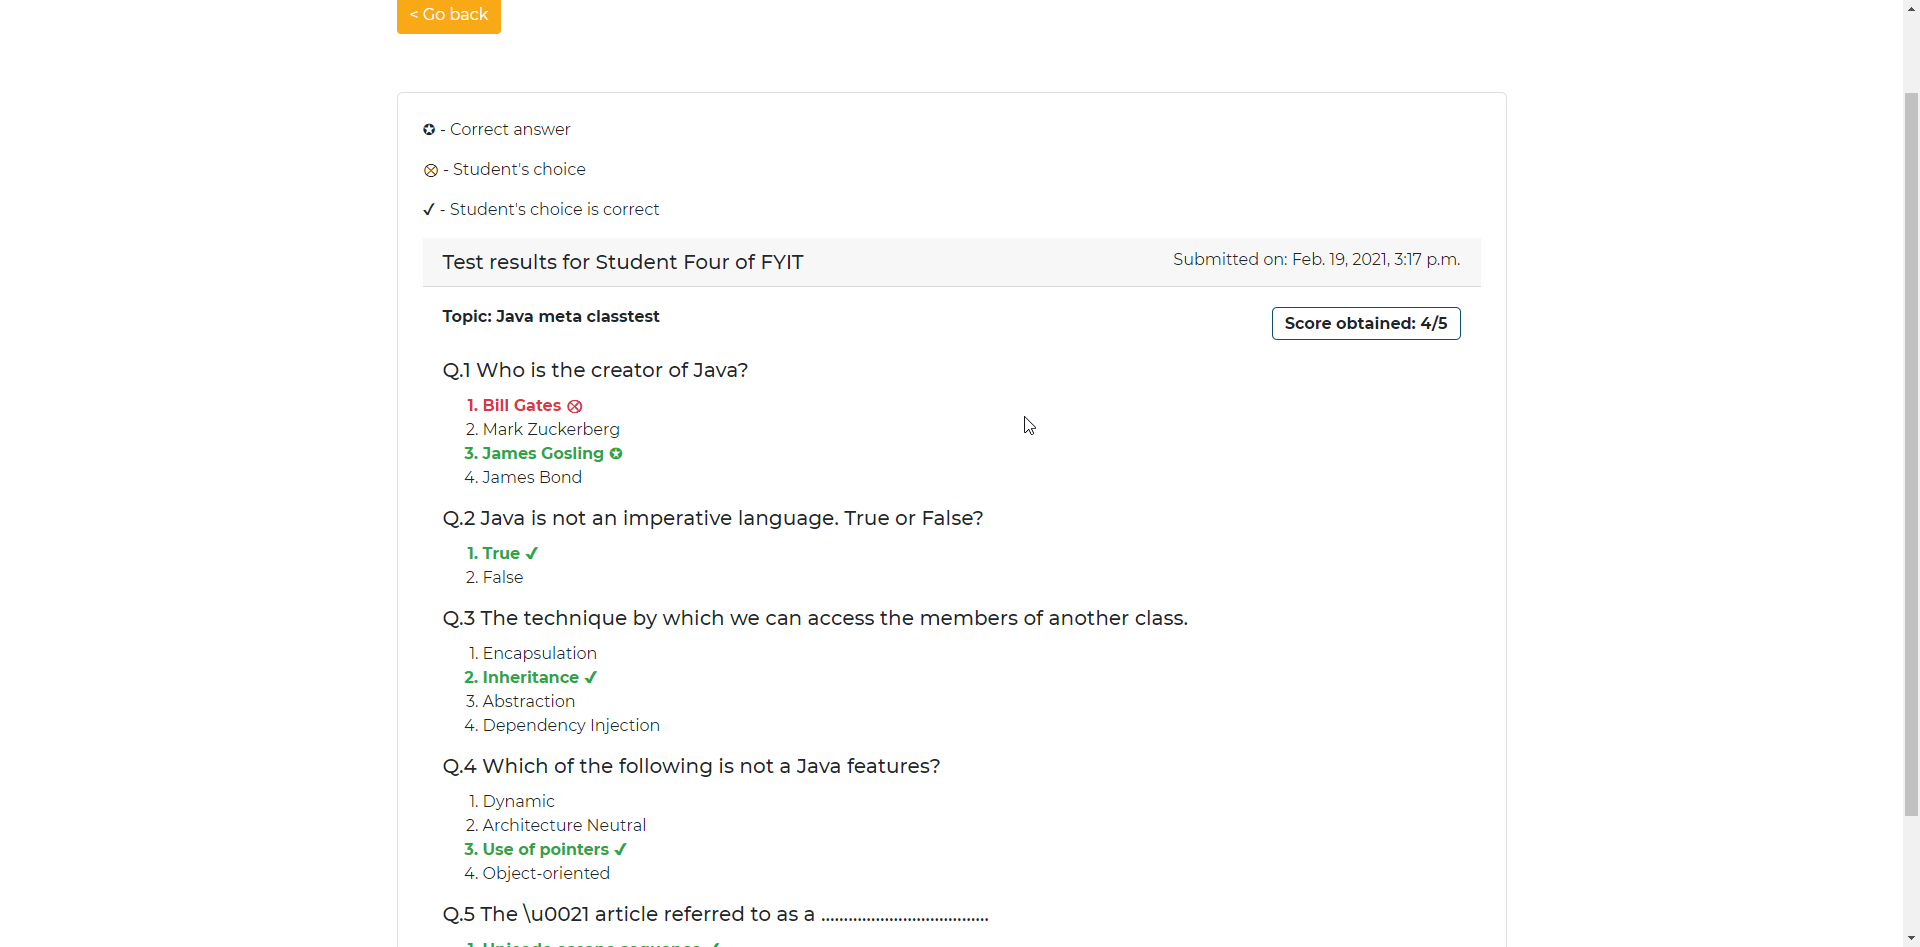 < Go back
✪ - Correct answer
⊗ - Student's choice
✓ - Student's choice is correct
Test results for Student Four of FYIT
Submitted on: Feb. 19, 2021, 3:17 p.m.
Topic: Java meta classtest
Score obtained: 4/5
Q.1 Who is the creator of Java?
1. Bill Gates ⊗
2. Mark Zuckerberg
3. James Gosling ✪
4. James Bond
Q.2 Java is not an imperative language. True or False?
1. True ✓
2. False
Q.3 The technique by which we can access the members of another class.
1. Encapsulation
2. Inheritance ✓
3. Abstraction
4. Dependency Injection
Q.4 Which of the following is not a Java features?
1. Dynamic
2. Architecture Neutral
3. Use of pointers ✓
4. Object-oriented
Q.5 The \u0021 article referred to as a .....................................
1. Unicode escape sequence ✓